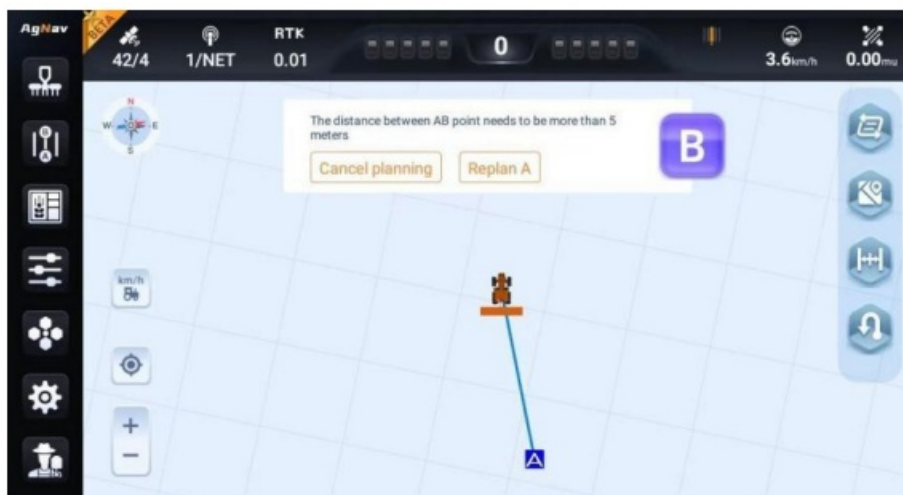 AgNav
BETA
42/4
1/NET
RTK
0.01
0
3.6km/h
0.00mu
N
W
E
S
The distance between AB point needs to be more than 5
meters
Cancel planning
Replan A
B
B
A
km/h
+
−
A